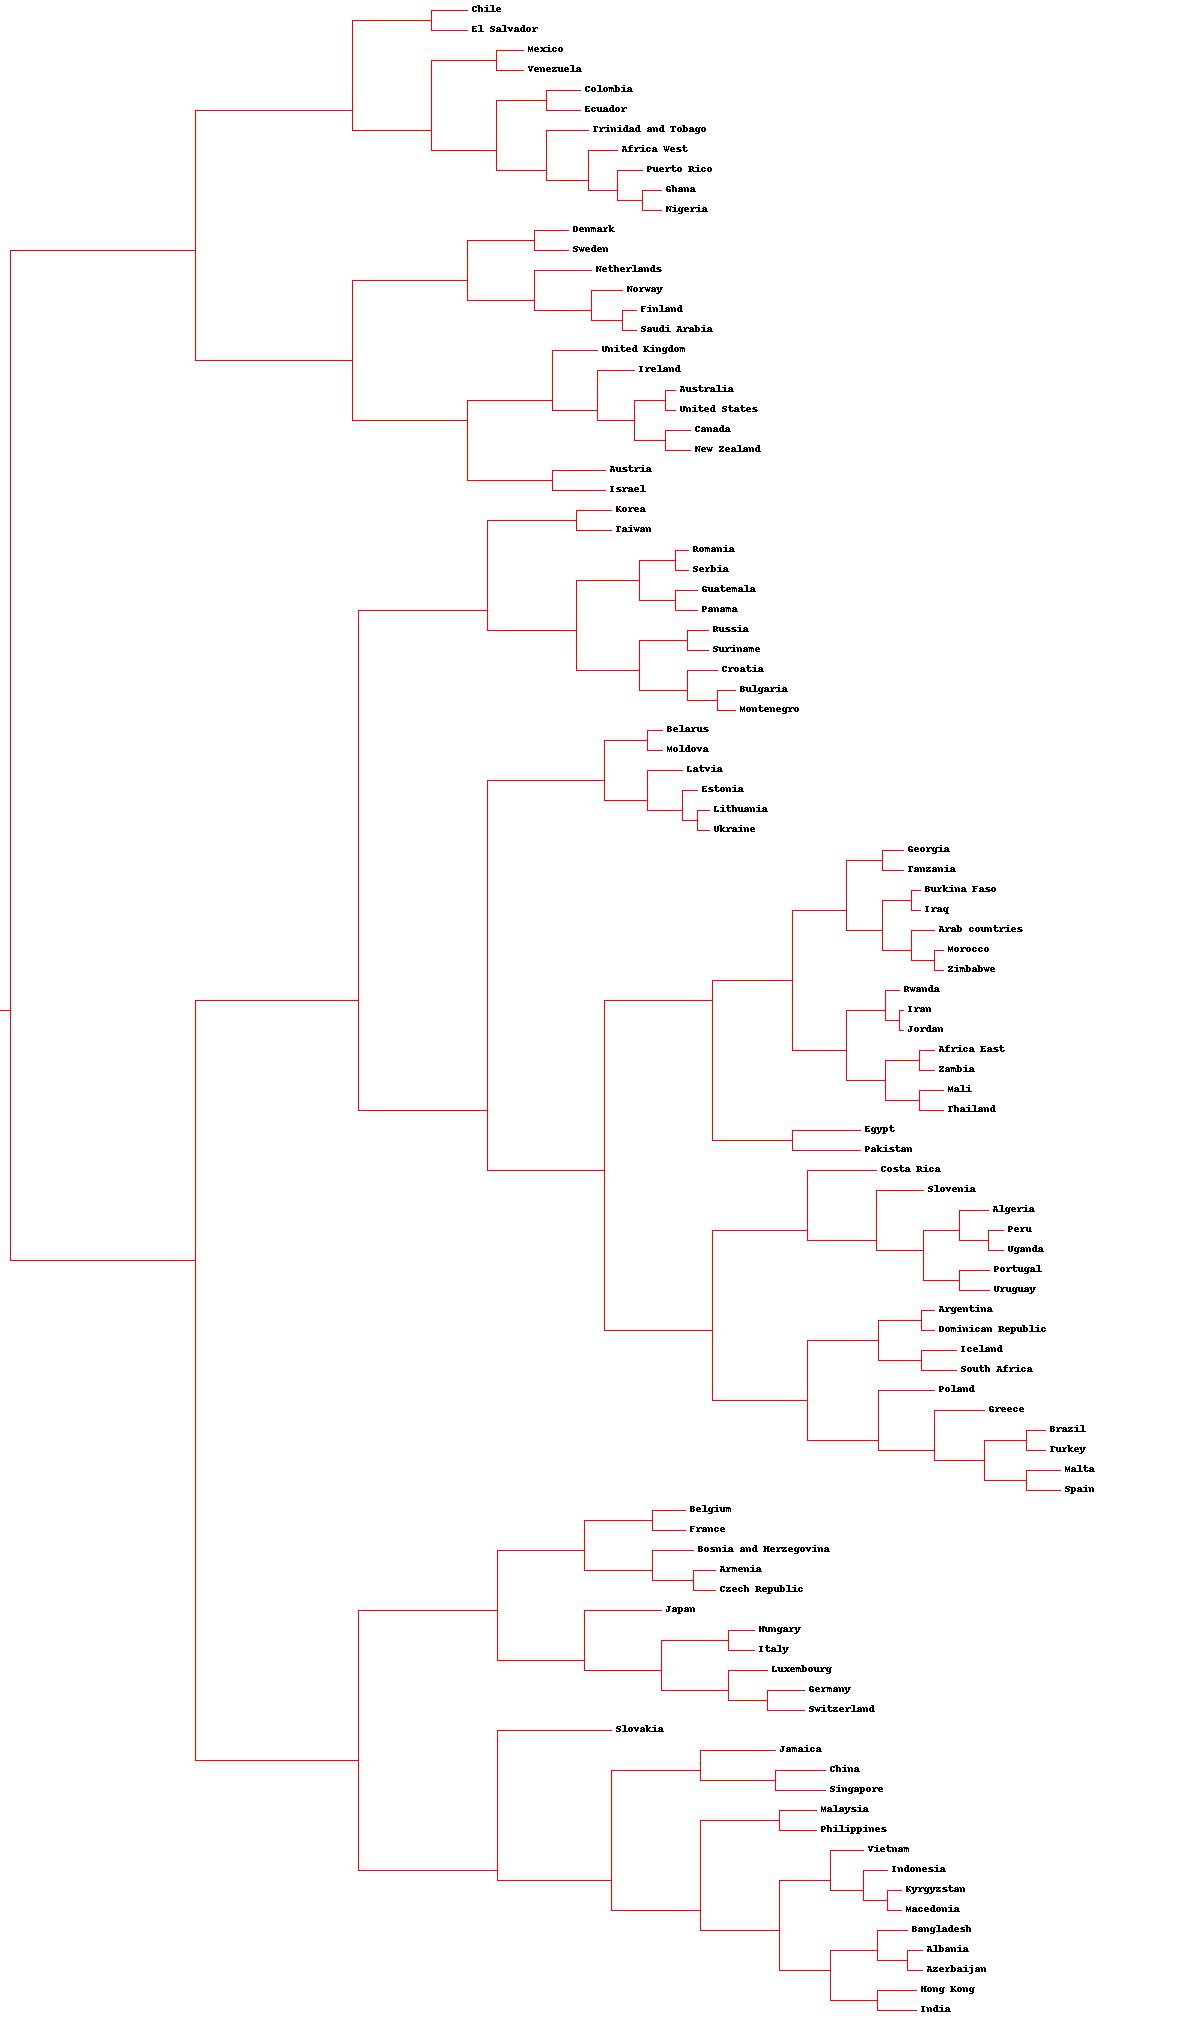 Chile
El Salvador
Mexico
Venezuela
Colombia
Ecuador
Trinidad and Tobago
Africa West
Puerto Rico
Ghana
Nigeria
Denmark
Sweden
Netherlands
Norway
Finland
Saudi Arabia
United Kingdom
Ireland
Australia
United States
Canada
New Zealand
Austria
Israel
Korea
Taiwan
Romania
Serbia
Guatemala
Panama
Russia
Suriname
Croatia
Bulgaria
Montenegro
Belarus
Moldova
Latvia
Estonia
Lithuania
Ukraine
Georgia
Tanzania
Burkina Faso
Iraq
Arab countries
Morocco
Zimbabwe
Rwanda
Iran
Jordan
Africa East
Zambia
Mali
Thailand
Egypt
Pakistan
Costa Rica
Slovenia
Algeria
Peru
Uganda
Portugal
Uruguay
Argentina
Dominican Republic
Iceland
South Africa
Poland
Greece
Brazil
Turkey
Malta
Spain
Belgium
France
Bosnia and Herzegovina
Armenia
Czech Republic
Japan
Hungary
Italy
Luxembourg
Germany
Switzerland
Slovakia
Jamaica
China
Singapore
Malaysia
Philippines
Vietnam
Indonesia
Kyrgyzstan
Macedonia
Bangladesh
Albania
Azerbaijan
Hong Kong
India